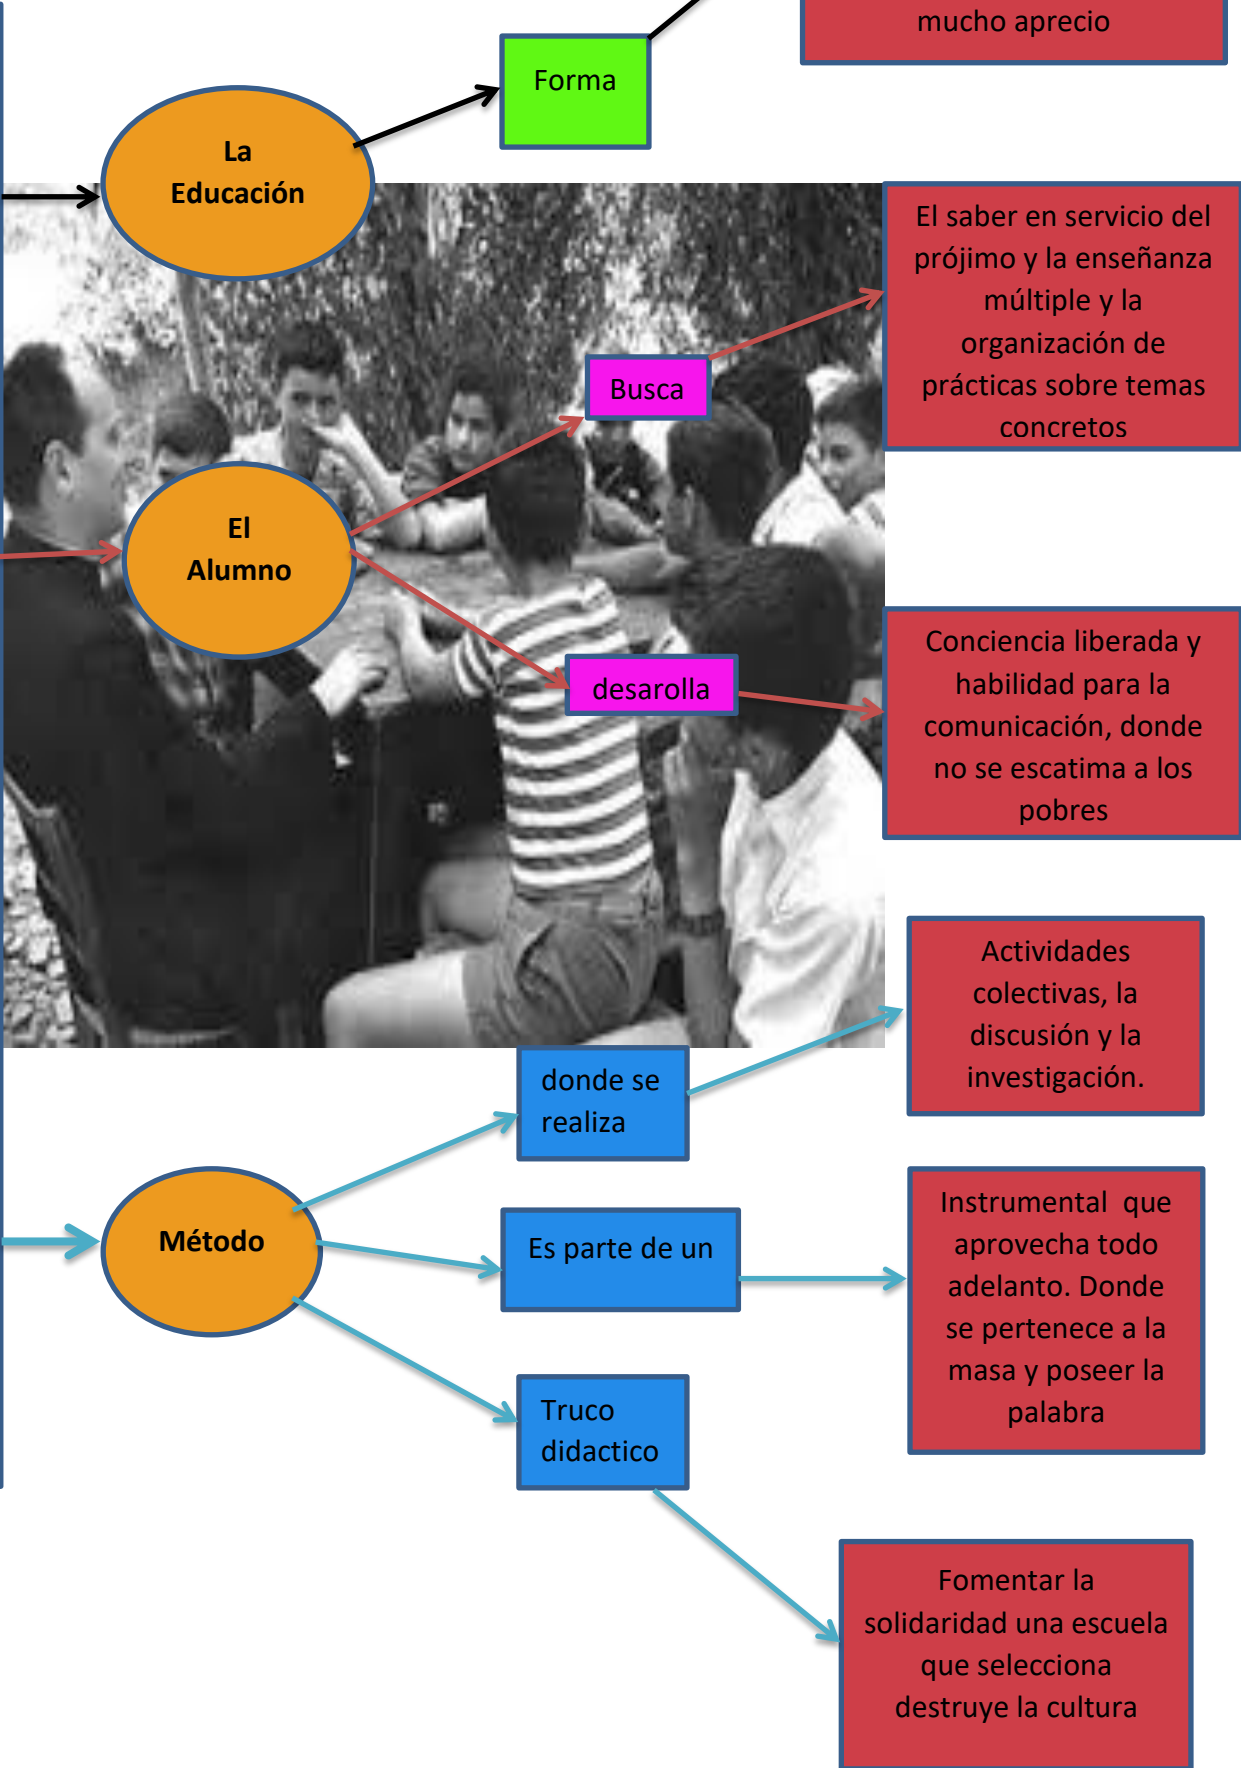 mucho aprecio
Forma
La
Educación
El saber en servicio del
prójimo y la enseñanza
múltiple y la
organización de
prácticas sobre temas
concretos
Busca
El
Alumno
desarolla
Conciencia liberada y
habilidad para la
comunicación, donde
no se escatima a los
pobres
Actividades
colectivas, la
discusión y la
investigación.
donde se
realiza
Método
Es parte de un
Instrumental  que
aprovecha todo
adelanto. Donde
se pertenece a la
masa y poseer la
palabra
Truco
didactico
Fomentar la
solidaridad una escuela
que selecciona
destruye la cultura